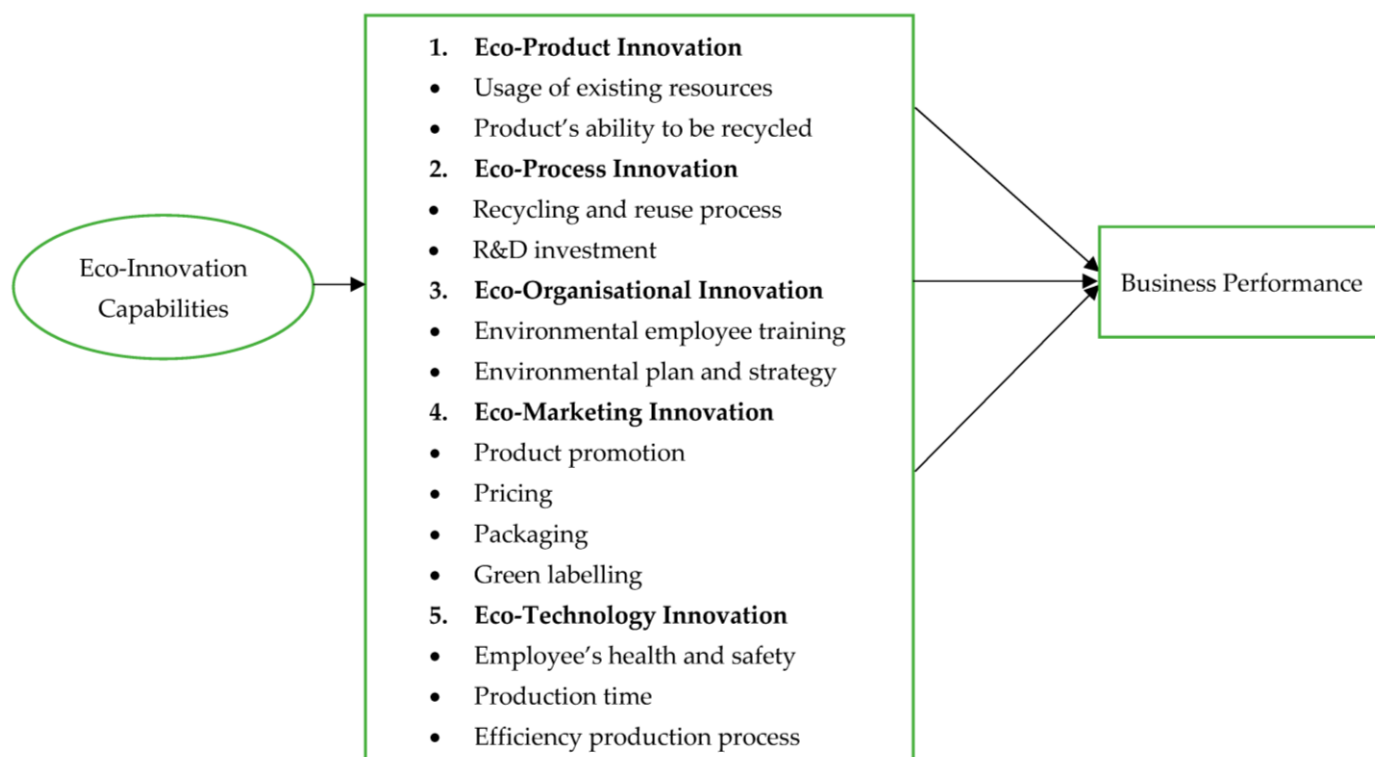 Eco-Innovation
Capabilities
1. Eco-Product Innovation
• Usage of existing resources
• Product’s ability to be recycled
2. Eco-Process Innovation
• Recycling and reuse process
• R&D investment
3. Eco-Organisational Innovation
• Environmental employee training
• Environmental plan and strategy
4. Eco-Marketing Innovation
• Product promotion
• Pricing
• Packaging
• Green labelling
5. Eco-Technology Innovation
• Employee’s health and safety
• Production time
• Efficiency production process
Business Performance